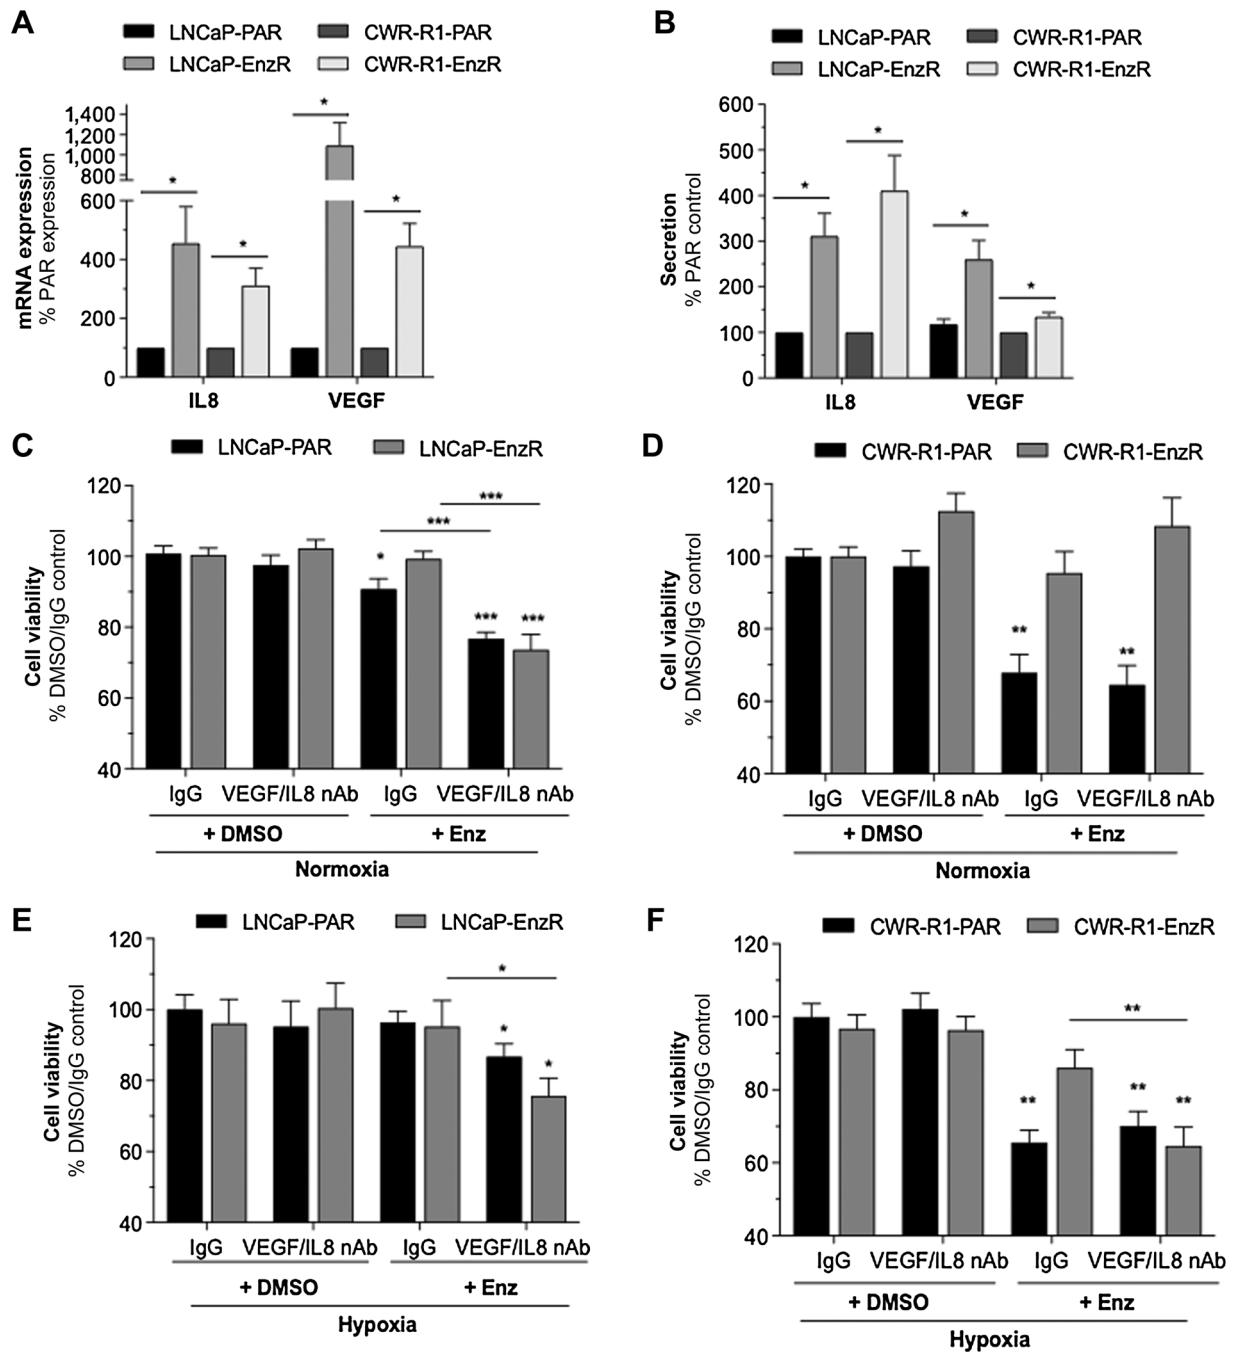 A
LNCaP-PAR
CWR-R1-PAR
LNCaP-EnzR
CWR-R1-EnzR
mRNA expression
% PAR expression
1,400
1,200
1,000
800
600
400
200
0
*
*
*
*
IL8
VEGF
B
LNCaP-PAR
CWR-R1-PAR
LNCaP-EnzR
CWR-R1-EnzR
Secretion
% PAR control
600
500
400
300
200
100
0
*
*
*
*
IL8
VEGF
C
LNCaP-PAR
LNCaP-EnzR
Cell viability
% DMSO/IgG control
120
100
80
60
40
***
***
*
***
***
IgG
VEGF/IL8 nAb
IgG
VEGF/IL8 nAb
+ DMSO
+ Enz
Normoxia
D
CWR-R1-PAR
CWR-R1-EnzR
Cell viability
% DMSO/IgG control
120
100
80
60
40
**
**
IgG
VEGF/IL8 nAb
IgG
VEGF/IL8 nAb
+ DMSO
+ Enz
Normoxia
E
LNCaP-PAR
LNCaP-EnzR
Cell viability
% DMSO/IgG control
120
100
80
60
40
*
*
*
IgG
VEGF/IL8 nAb
IgG
VEGF/IL8 nAb
+ DMSO
+ Enz
Hypoxia
F
CWR-R1-PAR
CWR-R1-EnzR
Cell viability
% DMSO/IgG control
120
100
80
60
40
**
**
**
**
IgG
VEGF/IL8 nAb
IgG
VEGF/IL8 nAb
+ DMSO
+ Enz
Hypoxia